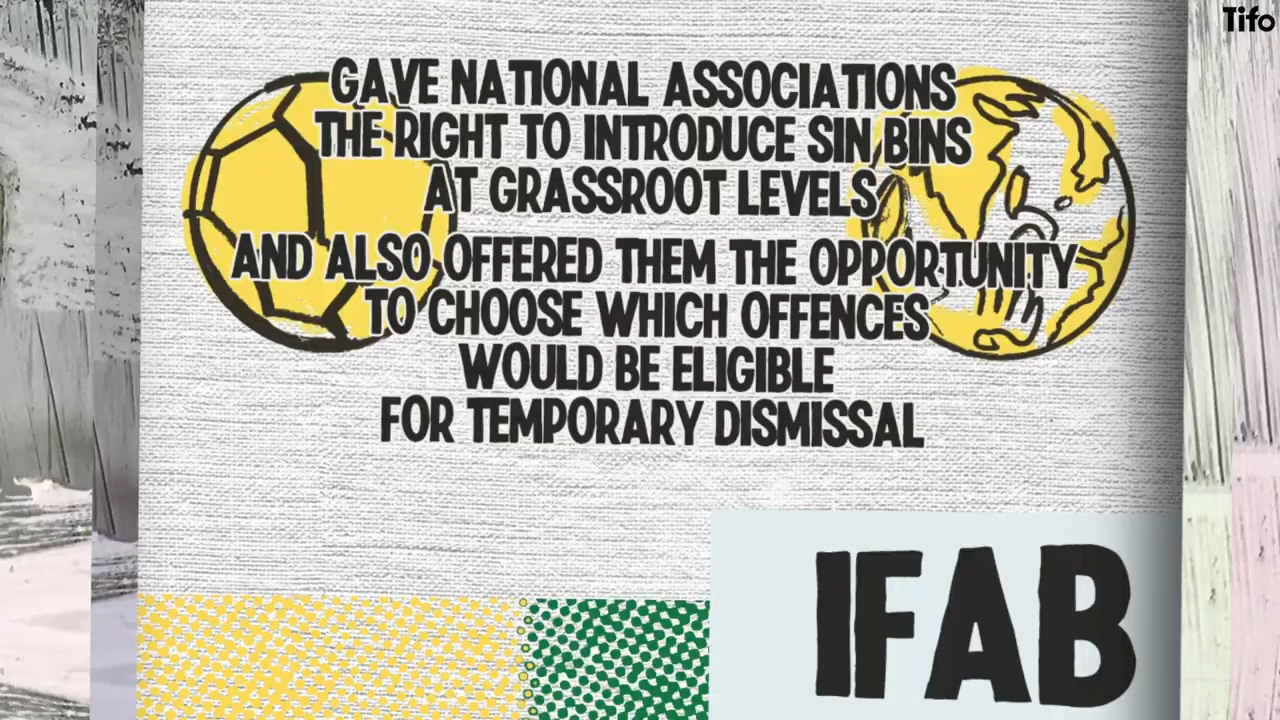 Tifo
GAVE NATIONAL ASSOCIATIONS
THE RIGHT TO INTRODUCE SIN BINS
AT GRASSROOT LEVELS
AND ALSO OFFERED THEM THE OPPORTUNITY
TO CHOOSE WHICH OFFENCES
WOULD BE ELIGIBLE
FOR TEMPORARY DISMISSAL
IFAB